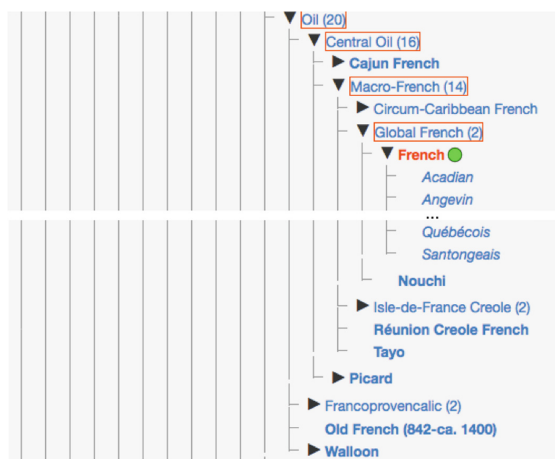 Oil (20)
Central Oil (16)
Cajun French
Macro-French (14)
Circum-Caribbean French
Global French (2)
French
Acadian
Angevin
...
Québécois
Santongeais
Nouchi
Isle-de-France Creole (2)
Réunion Creole French
Tayo
Picard
Francoprovencalic (2)
Old French (842-ca. 1400)
Walloon